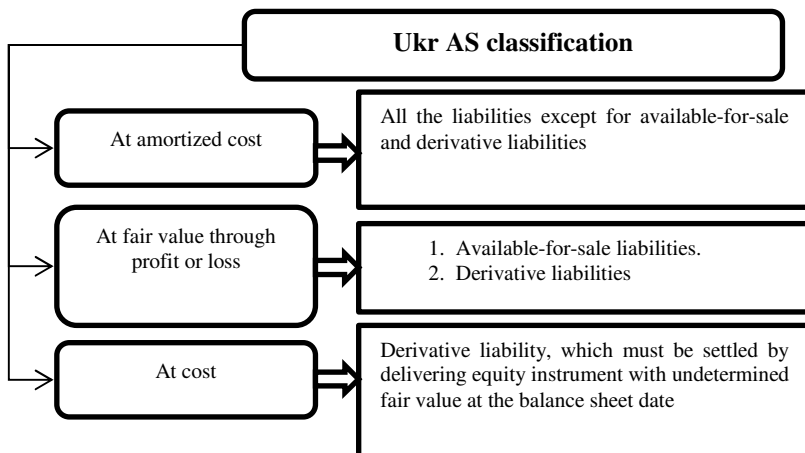 Ukr AS classification
At amortized cost
All the liabilities except for available-for-sale
and derivative liabilities
At fair value through
profit or loss
1. Available-for-sale liabilities.
2. Derivative liabilities
At cost
Derivative liability, which must be settled by
delivering equity instrument with undetermined
fair value at the balance sheet date